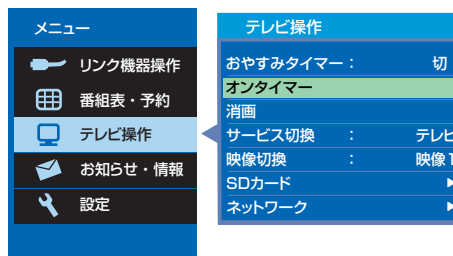 メニュー
リンク機器操作
番組表・予約
テレビ操作
お知らせ・情報
設定
テレビ操作
おやすみタイマー： 切
オンタイマー
消画
サービス切換 ： テレビ
映像切換 ： 映像1
SDカード
ネットワーク